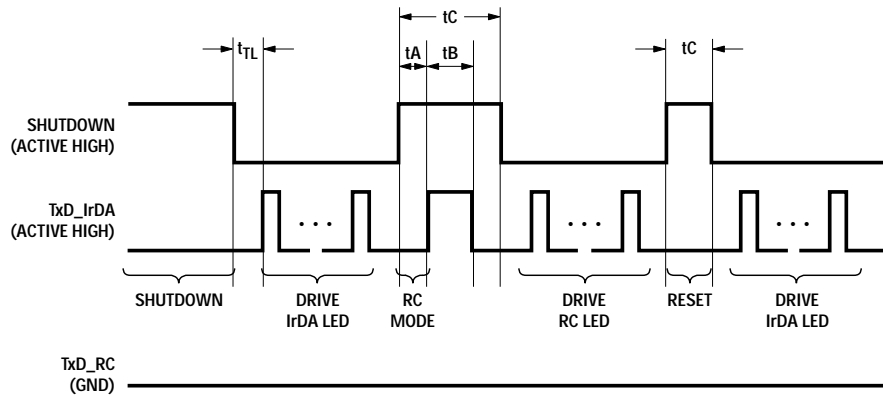 tC
tTL
tA
tB
tC
SHUTDOWN
(ACTIVE HIGH)
TxD_IrDA
(ACTIVE HIGH)
SHUTDOWN
DRIVE
IrDA LED
RC
MODE
DRIVE
RC LED
RESET
DRIVE
IrDA LED
TxD_RC
(GND)